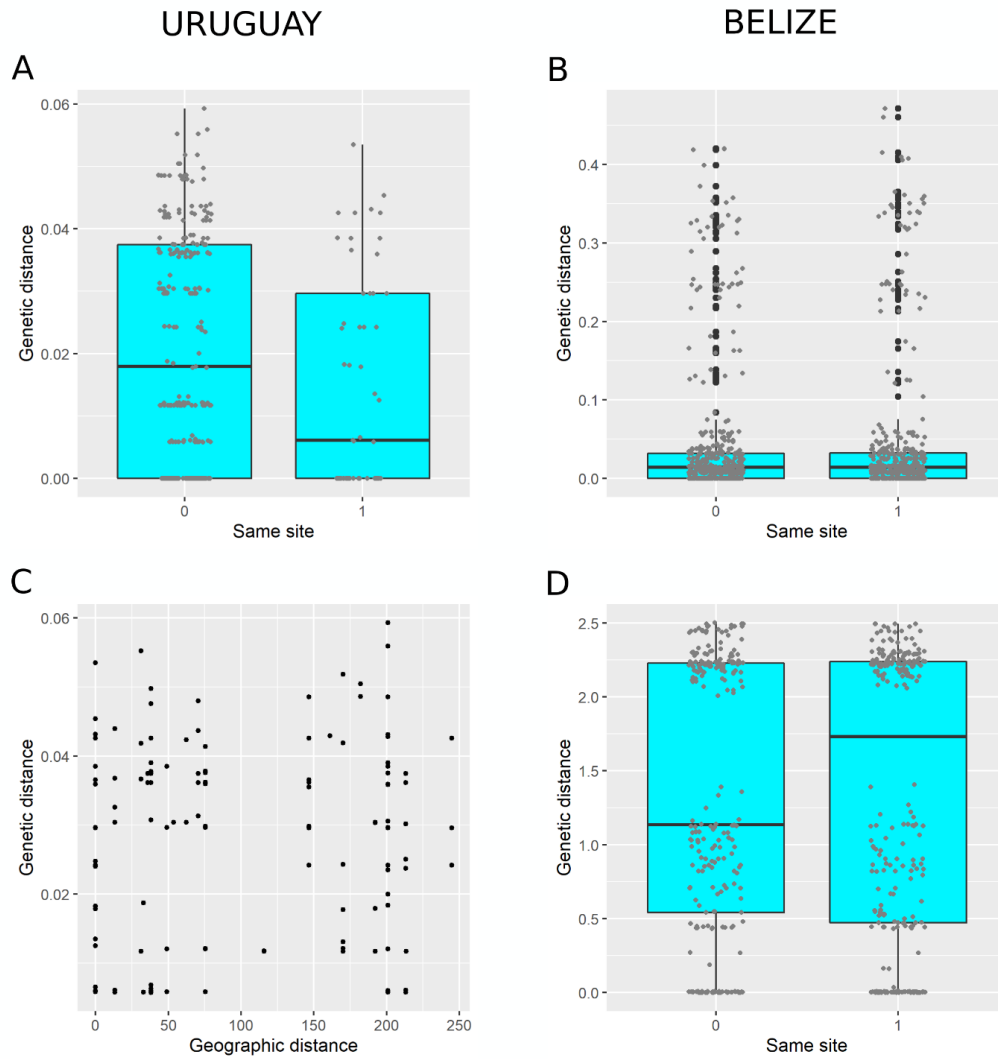 URUGUAY
BELIZE
A
Genetic distance
0.06
0.04
0.02
0.00
0
1
Same site
B
Genetic distance
0.4
0.3
0.2
0.1
0.0
0
1
Same site
C
Genetic distance
0.06
0.04
0.02
0
50
100
150
200
250
Geographic distance
D
Genetic distance
2.5
2.0
1.5
1.0
0.5
0.0
0
1
Same site